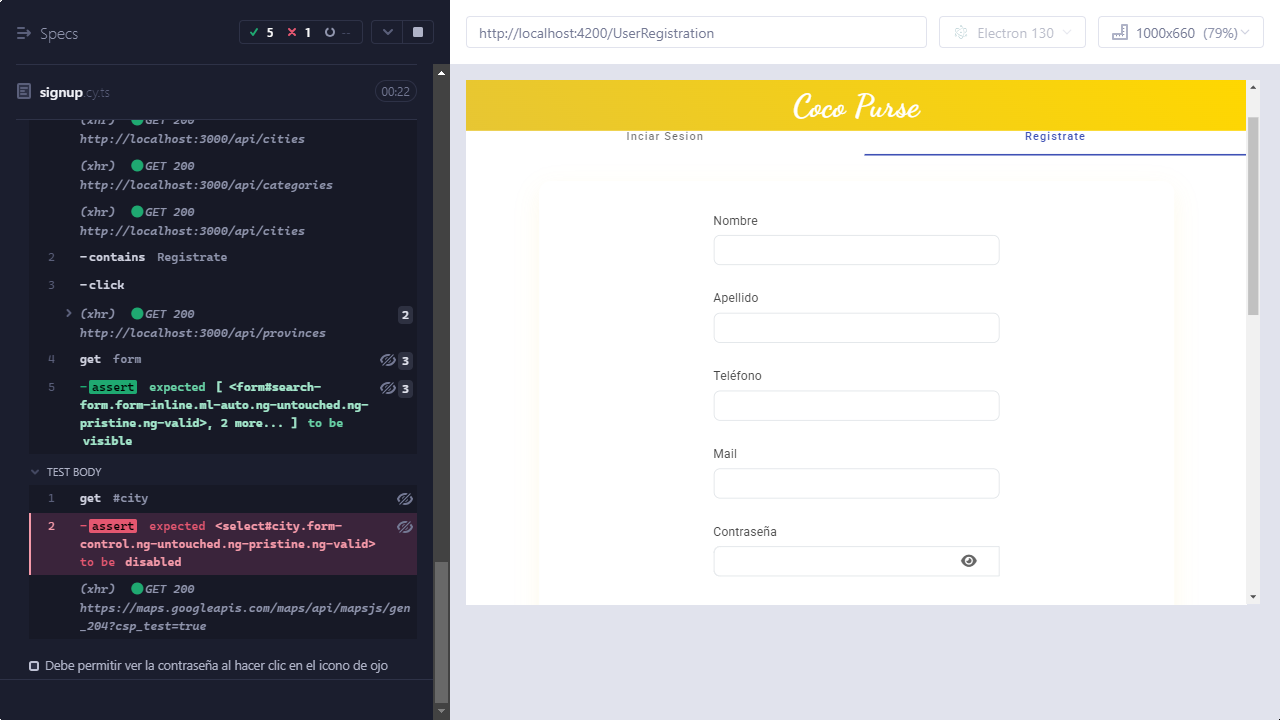 Specs
5
1
--
signup.cy.ts
00:22
(xhr) GET 200
http://localhost:3000/api/cities
(xhr) GET 200
http://localhost:3000/api/categories
(xhr) GET 200
http://localhost:3000/api/cities
2 -contains Registrate
3 -click
(xhr) GET 200
http://localhost:3000/api/provinces
2
4 get form 3
5 -assert expected [ <form#search-
form.form-inline.ml-auto.ng-untouched.ng-
pristine.ng-valid>, 2 more... ] to be
visible
3
TEST BODY
1 get #city
2 -assert expected <select#city.form-
control.ng-untouched.ng-pristine.ng-valid>
to be disabled
(xhr) GET 200
https://maps.googleapis.com/maps/api/mapsjs/gen
_204?csp_test=true
Debe permitir ver la contraseña al hacer clic en el icono de ojo
http://localhost:4200/UserRegistration
Electron 130
1000x660 (79%)
Coco Purse
Inciar Sesion
Registrate
Nombre
Apellido
Teléfono
Mail
Contraseña